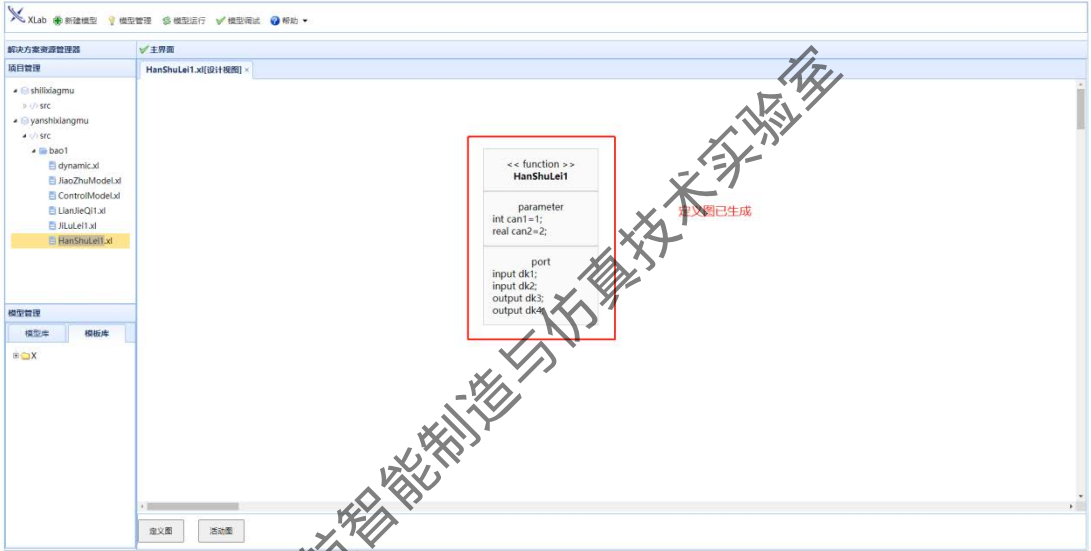 XLab 新建模型 模型管理 模型运行 模型调试 帮助
解决方案资源管理器
主界面
项目管理
HanShuLei1.xl[设计视图] ×
shilixiagmu
src
yanshixiangmu
src
bao1
dynamic.xl
JiaoZhuModel.xl
ControlModel.xl
LianJieQi1.xl
JiLuLei1.xl
HanShuLei1.xl
<< function >>
HanShuLei1
parameter
int can1=1;
real can2=2;
port
input dk1;
input dk2;
output dk3;
output dk4;
定义图已生成
模型管理
模型库 模板库
X
定义图 活动图
航智能制造与仿真技术实验室